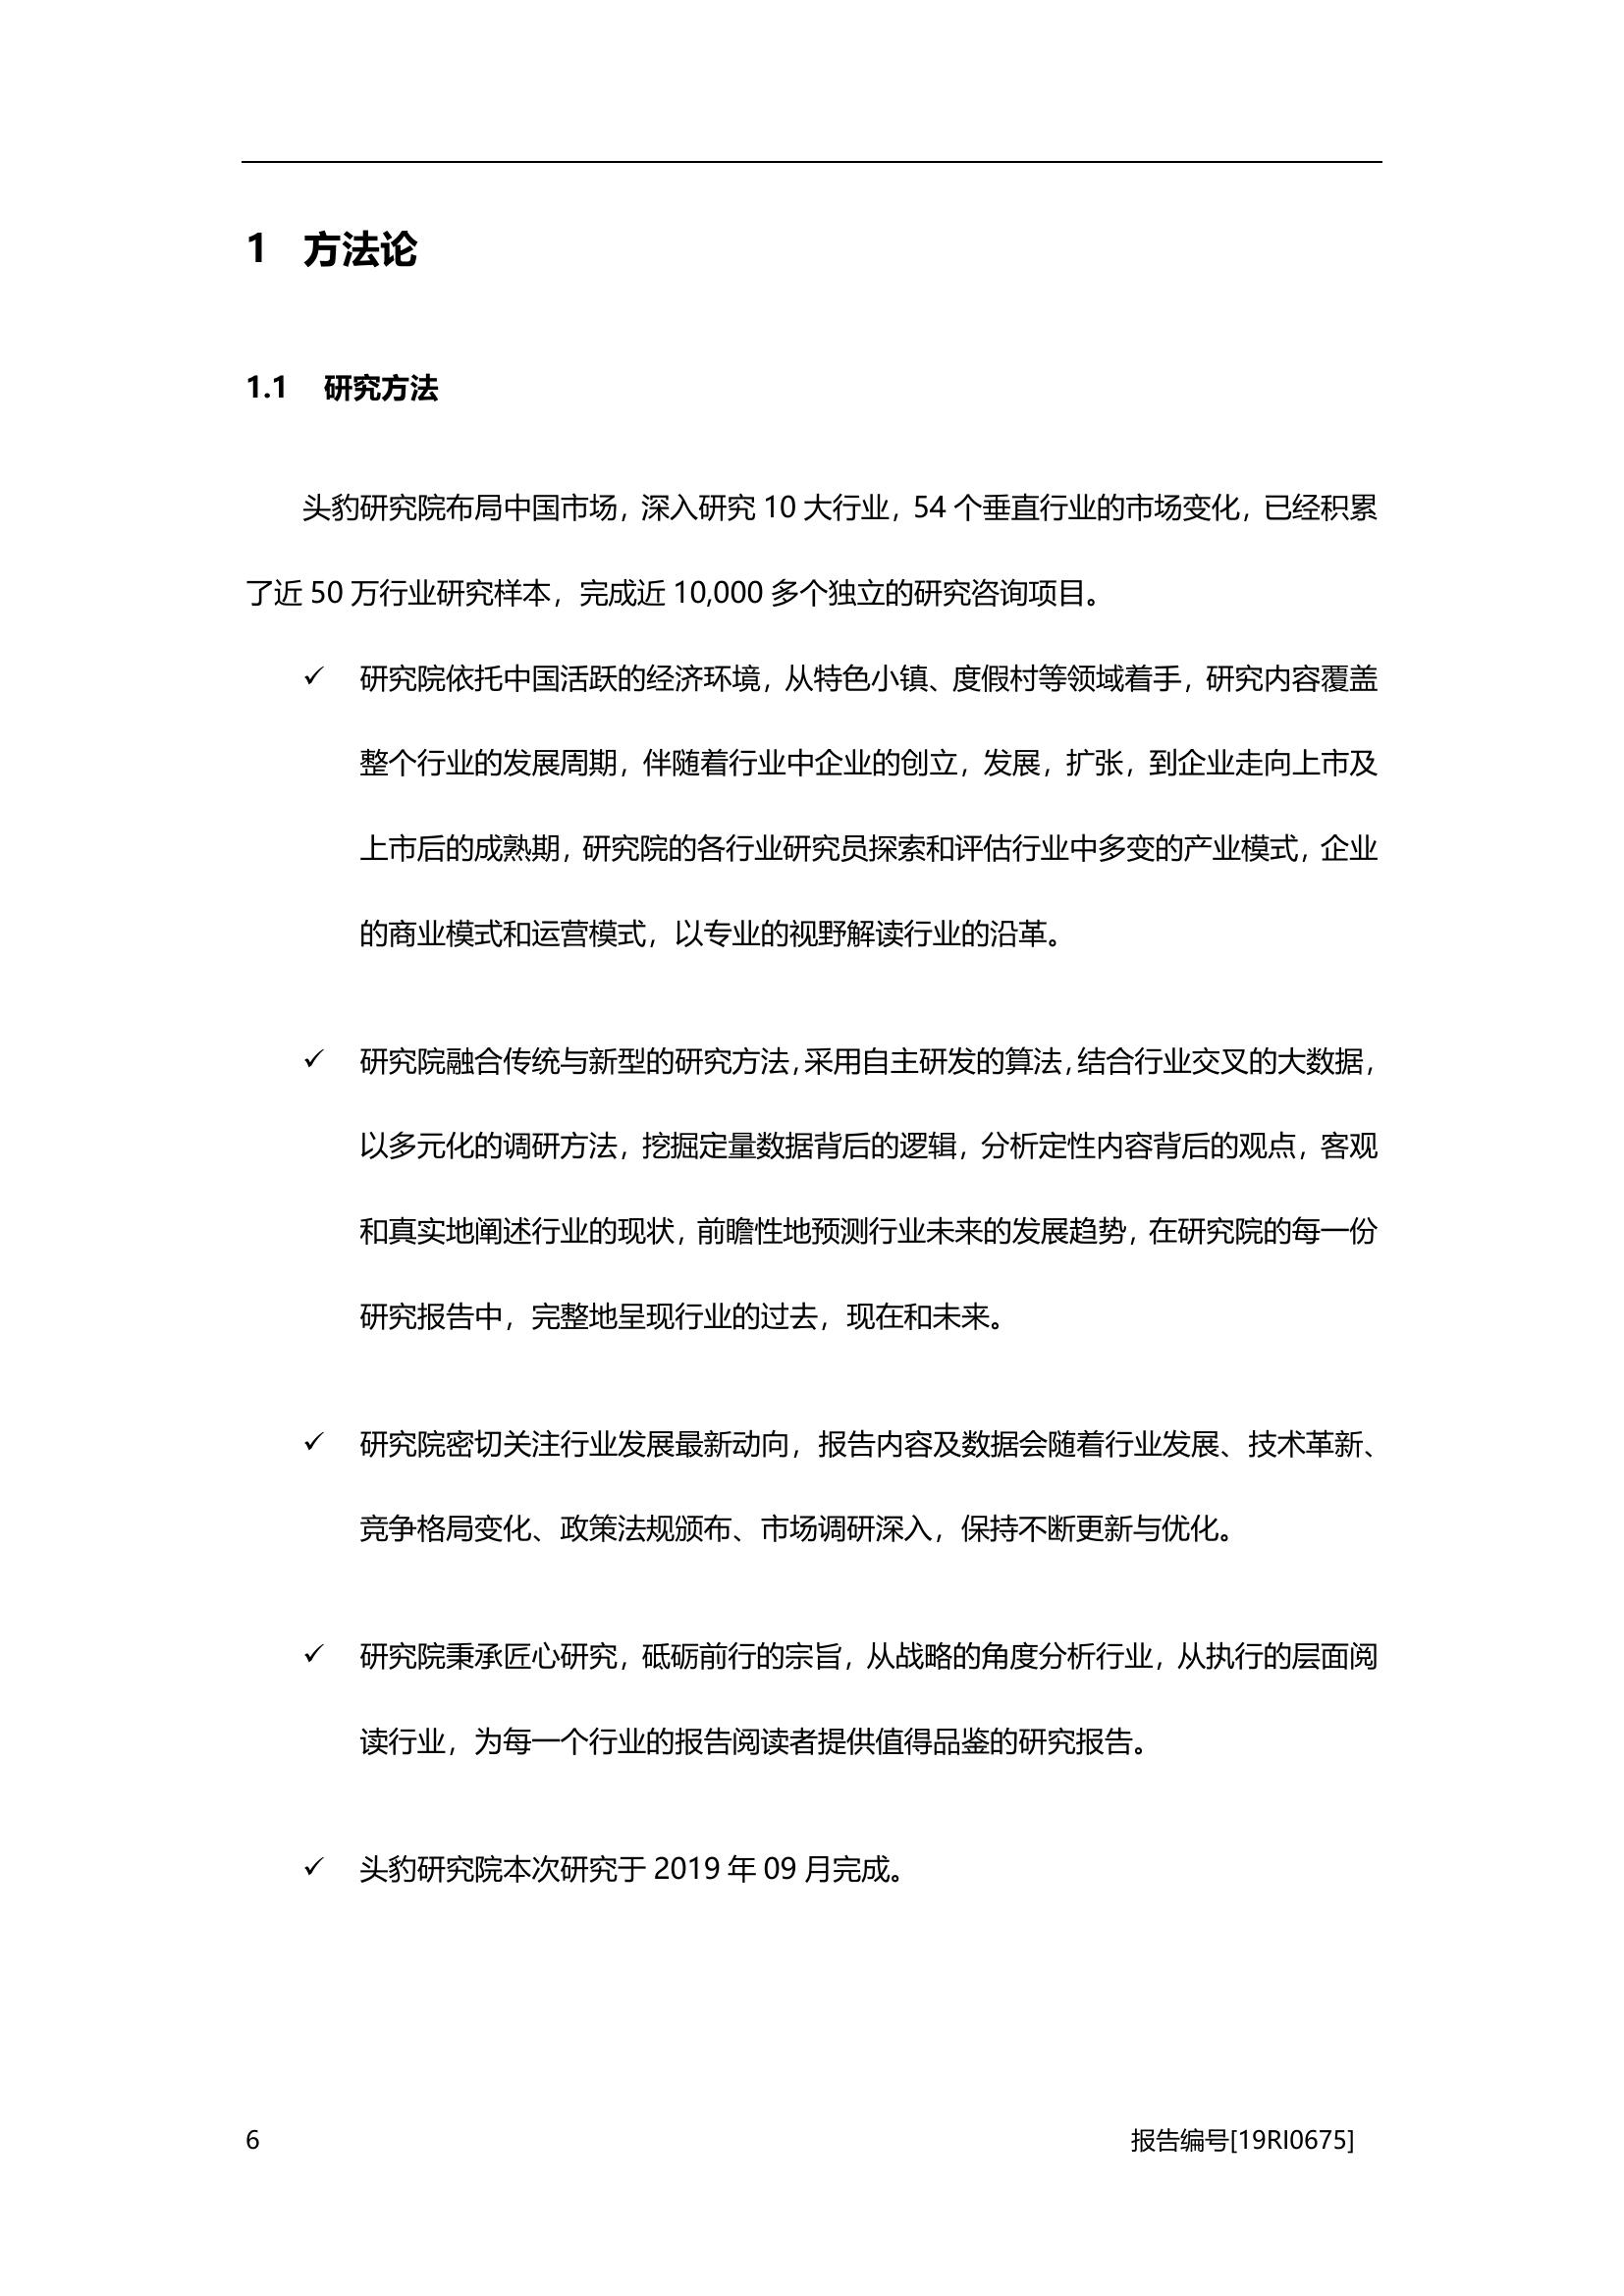 1 方法论
1.1 研究方法
头豹研究院布局中国市场，深入研究 10 大行业，54 个垂直行业的市场变化，已经积累
了近 50 万行业研究样本，完成近 10,000 多个独立的研究咨询项目。
✓ 研究院依托中国活跃的经济环境，从特色小镇、度假村等领域着手，研究内容覆盖
整个行业的发展周期，伴随着行业中企业的创立，发展，扩张，到企业走向上市及
上市后的成熟期，研究院的各行业研究员探索和评估行业中多变的产业模式，企业
的商业模式和运营模式，以专业的视野解读行业的沿革。
✓ 研究院融合传统与新型的研究方法，采用自主研发的算法，结合行业交叉的大数据，
以多元化的调研方法，挖掘定量数据背后的逻辑，分析定性内容背后的观点，客观
和真实地阐述行业的现状，前瞻性地预测行业未来的发展趋势，在研究院的每一份
研究报告中，完整地呈现行业的过去，现在和未来。
✓ 研究院密切关注行业发展最新动向，报告内容及数据会随着行业发展、技术革新、
竞争格局变化、政策法规颁布、市场调研深入，保持不断更新与优化。
✓ 研究院秉承匠心研究，砥砺前行的宗旨，从战略的角度分析行业，从执行的层面阅
读行业，为每一个行业的报告阅读者提供值得品鉴的研究报告。
✓ 头豹研究院本次研究于 2019 年 09 月完成。
6 报告编号[19RI0675]